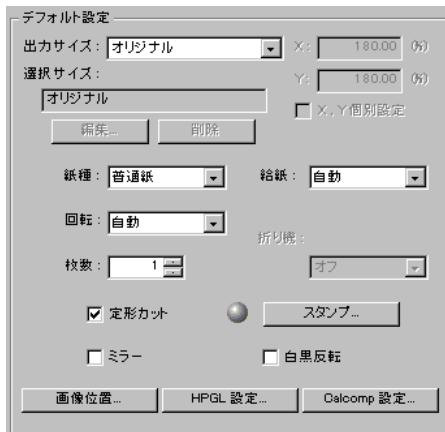 デフォルト設定
出力サイズ： オリジナル X： 180.00 (%)
選択サイズ： Y： 180.00 (%)
オリジナル X，Y個別設定
編集... 削除
紙種： 普通紙 給紙： 自動
回転： 自動 折り機：
枚数： 1 オフ
定形カット スタンプ...
ミラー 白黒反転
画像位置... HPGL 設定... Calcomp 設定...